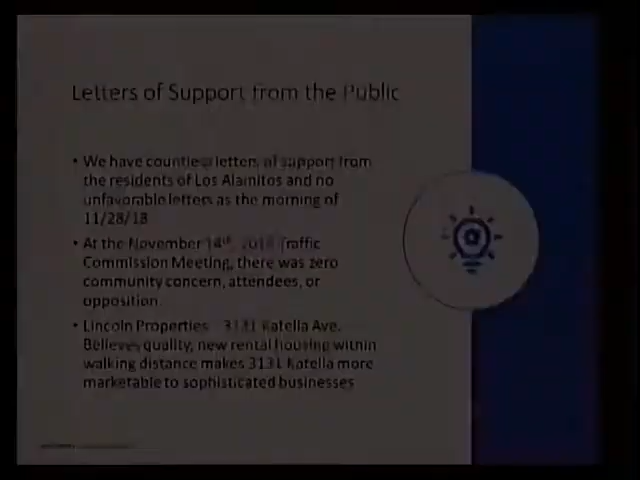 Letters of Support from the Public
• We have countless letters of support from
the residents of Los Alamitos and no
unfavorable letters as the morning of
11/28/18
• At the November 14th, 2018 Traffic
Commission Meeting, there was zero
community concern, attendees, or
opposition.
• Lincoln Properties - 3131 Katella Ave.
Believes quality, new rental housing within
walking distance makes 3131 Katella more
marketable to sophisticated businesses